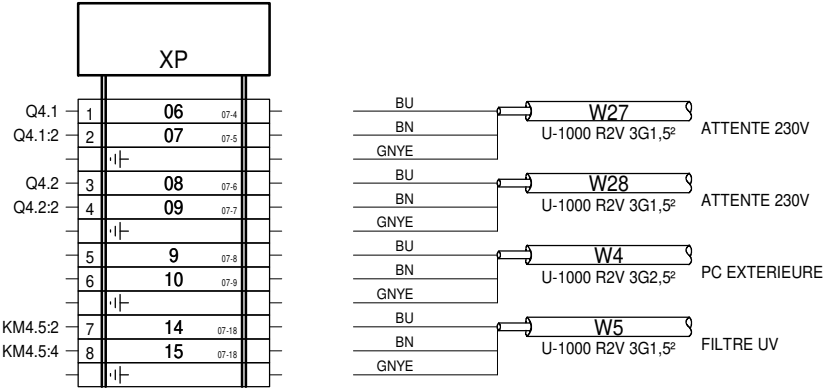 XP
Q4.1 1 06 07-4 BU W27
Q4.1:2 2 07 07-5 BN U-1000 R2V 3G1,5² ATTENTE 230V
GNYE
Q4.2 3 08 07-6 BU W28
Q4.2:2 4 09 07-7 BN U-1000 R2V 3G1,5² ATTENTE 230V
GNYE
5 9 07-8 BU W4
6 10 07-9 BN U-1000 R2V 3G2,5² PC EXTERIEURE
GNYE
KM4.5:2 7 14 07-18 BU W5
KM4.5:4 8 15 07-18 BN U-1000 R2V 3G1,5² FILTRE UV
GNYE